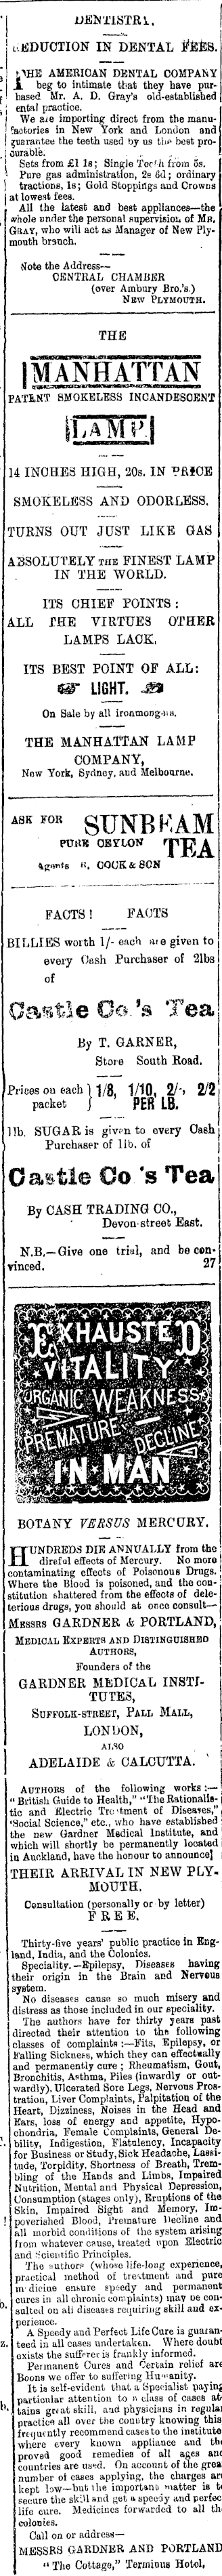 DENTISTRY.
REDUCTION IN DENTAL FEES.
THE AMERICAN DENTAL COMPANY
beg to intimate that they have pur-
hased Mr. A. D. Gray's old-established
ental practice.
We are importing direct from the manu-
factories in New York and London and
guarantee the teeth used by us the best pro-
curable.
Sets from £1 1s; Single Teeth from 5s.
Pure gas administration, 2s 6d; ordinary
tractions, 1s; Gold Stoppings and Crowns
at lowest fees.
All the latest and best appliances—the
whole under the personal supervision of MR.
GRAY, who will act as Manager of New Ply-
mouth branch.
Note the Address—
CENTRAL CHAMBER
(over Ambury Bro.'s.)
NEW PLYMOUTH.
THE
MANHATTAN
PATENT SMOKELESS INCANDESCENT
LAMP.
14 INCHES HIGH, 20s. IN PRICE
SMOKELESS AND ODORLESS.
TURNS OUT JUST LIKE GAS
ABSOLUTELY THE FINEST LAMP
IN THE WORLD.
ITS CHIEF POINTS :
ALL THE VIRTUES OTHER
LAMPS LACK,
ITS BEST POINT OF ALL:
LIGHT.
On Sale by all ironmongers.
THE MANHATTAN LAMP
COMPANY,
New York, Sydney, and Melbourne.
ASK FOR SUNBEAM
PURE CEYLON TEA
Agents R. COCK & SON
FACTS ! FACTS
BILLIES worth 1/- each are given to
every Cash Purchaser of 2lbs
of
Castle Co.'s Tea
By T. GARNER,
Store South Road.
Prices on each packet } 1/8, 1/10, 2/-, 2/2
PER LB.
1lb. SUGAR is given to every Cash
Purchaser of 1lb. of
Castle Co 's Tea
By CASH TRADING CO.,
Devon-street East.
N.B.—Give one trial, and be con-
vinced. 27
EXHAUSTED
VITALITY
ORGANIC WEAKNESS
PREMATURE DECLINE
IN MAN
BOTANY VERSUS MERCURY.
HUNDREDS DIE ANNUALLY from the
direful effects of Mercury. No more
contaminating effects of Poisonous Drugs.
Where the Blood is poisoned, and the con-
stitution shattered from the effects of dele-
terious drugs, you should at once consult—
MESSRS GARDNER & PORTLAND,
MEDICAL EXPERTS AND DISTINGUISHED
AUTHORS,
Founders of the
GARDNER MEDICAL INSTI-
TUTES,
SUFFOLK-STREET, PALL MALL,
LONDON,
ALSO
ADELAIDE & CALCUTTA.
AUTHORS of the following works :—
" British Guide to Health," "The Rationalis-
tic and Electric Treatment of Diseases,"
'Social Science," etc., who have established
the new Gardner Medical Institute, and
which will shortly be permanently located
in Auckland, have the honour to announce
THEIR ARRIVAL IN NEW PLY-
MOUTH.
Consultation (personally or by letter)
FREE.
Thirty-five years' public practice in Eng-
land, India, and the Colonies.
Speciality.—Epilepsy, Diseases having
their origin in the Brain and Nervous
system.
No diseases cause so much misery and
distress as those included in our speciality.
The authors have for thirty years past
directed their attention to the following
classes of complaints :—Fits, Epilepsy, or
Falling Sickness, which they can effectually
and permanently cure ; Rheumatism, Gout,
Bronchitis, Asthma, Piles (inwardly or out-
wardly), Ulcerated Sore Legs, Nervous Pros-
tration, Liver Complaints, Palpitation of the
Heart, Dizziness, Noises in the Head and
Ears, loss of energy and appetite, Hypo-
chondria, Female Complaints, General De-
bility, Indigestion, Flatulency, Incapacity
for Business or Study, Sick Headache, Lassi-
tude, Torpidity, Shortness of Breath, Trem-
bling of the Hands and Limbs, Impaired
Nutrition, Mental and Physical Depression,
Consumption (stages only), Eruptions of the
Skin, Impaired Sight and Memory, Im-
poverished Blood, Premature Decline and
all morbid conditions of the system arising
from whatever cause, treated upon Electric
and Scientific Principles.
The authors (whose life-long experience,
practical method of treatment and pure
medicine ensure speedy and permanent
cures in all chronic complaints) may be con-
sulted on all diseases requiring skill and ex-
perience.
A Speedy and Perfect Life Cure is guaran-
teed in all cases undertaken. Where doubt
exists the sufferer is frankly informed.
Permanent Cures and Certain relief are
Boons we offer to suffering Humanity.
It is self-evident that a Specialist paying
particular attention to a class of cases at-
tains great skill, and physicians in regular
practice all over the country knowing this
frequently recommend cases to the institute
where every known appliance and the
proved good remedies of all ages and
countries are used. On account of the great
number of cases applying, the charges are
kept low—but the important matter is to
secure the skill and get a speedy and perfect
life cure. Medicines forwarded to all the
colonies.
Call on or address—
MESSRS GARDNER AND PORTLAND
" The Cottage," Terminus Hotel,